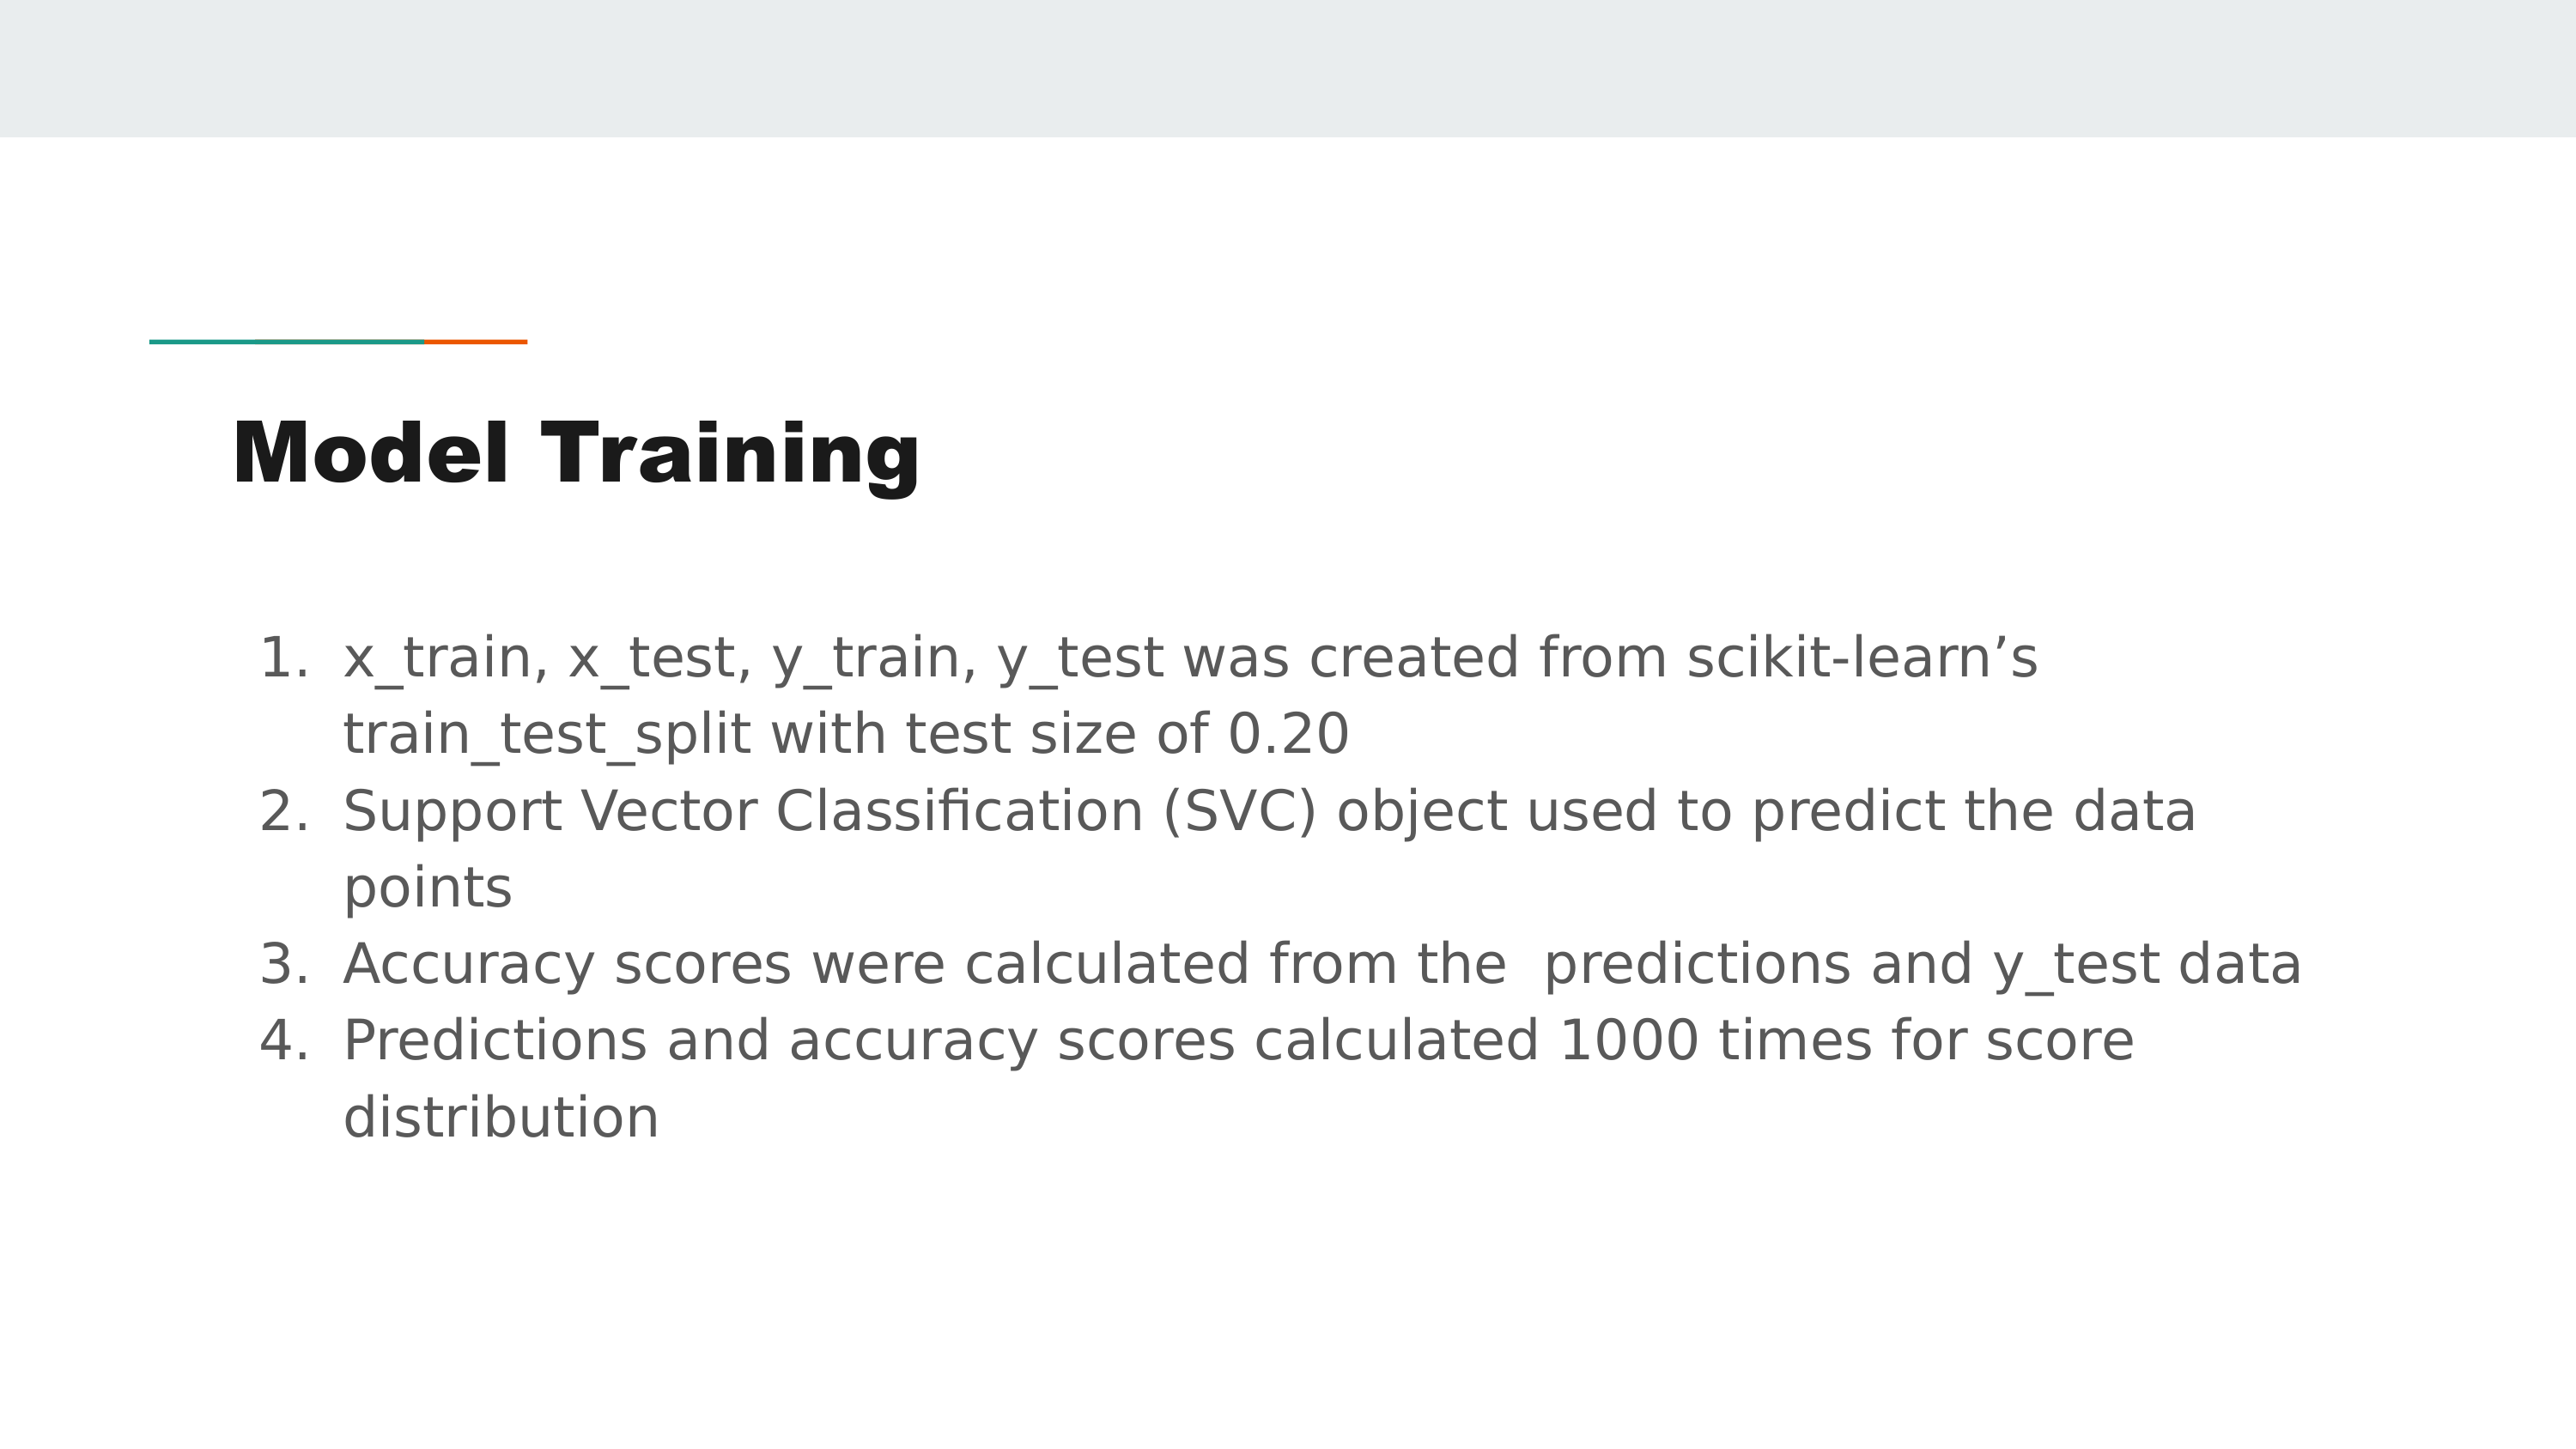 Model Training
1. x_train, x_test, y_train, y_test was created from scikit-learn’s
train_test_split with test size of 0.20
2. Support Vector Classification (SVC) object used to predict the data
points
3. Accuracy scores were calculated from the  predictions and y_test data
4. Predictions and accuracy scores calculated 1000 times for score
distribution